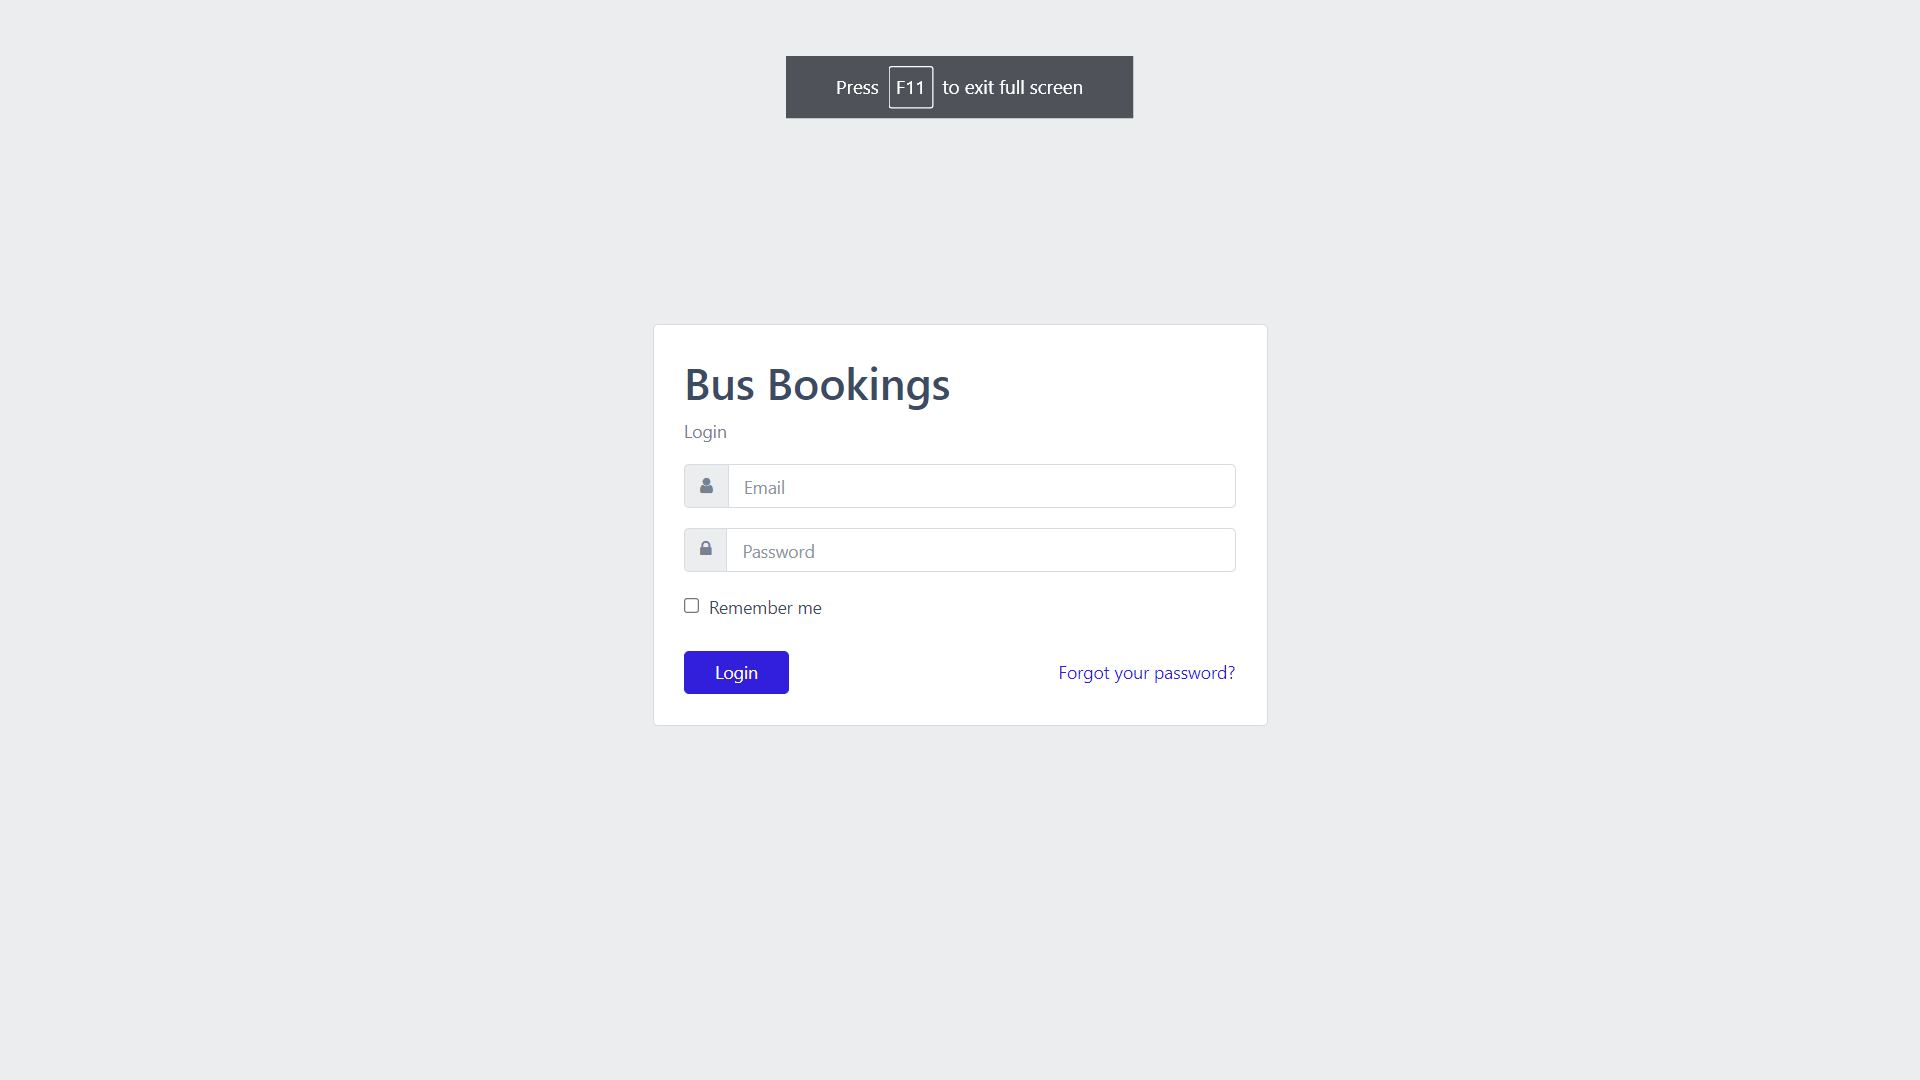 Press F11 to exit full screen
Bus Bookings
Login
Email
Password
Remember me
Login Forgot your password?